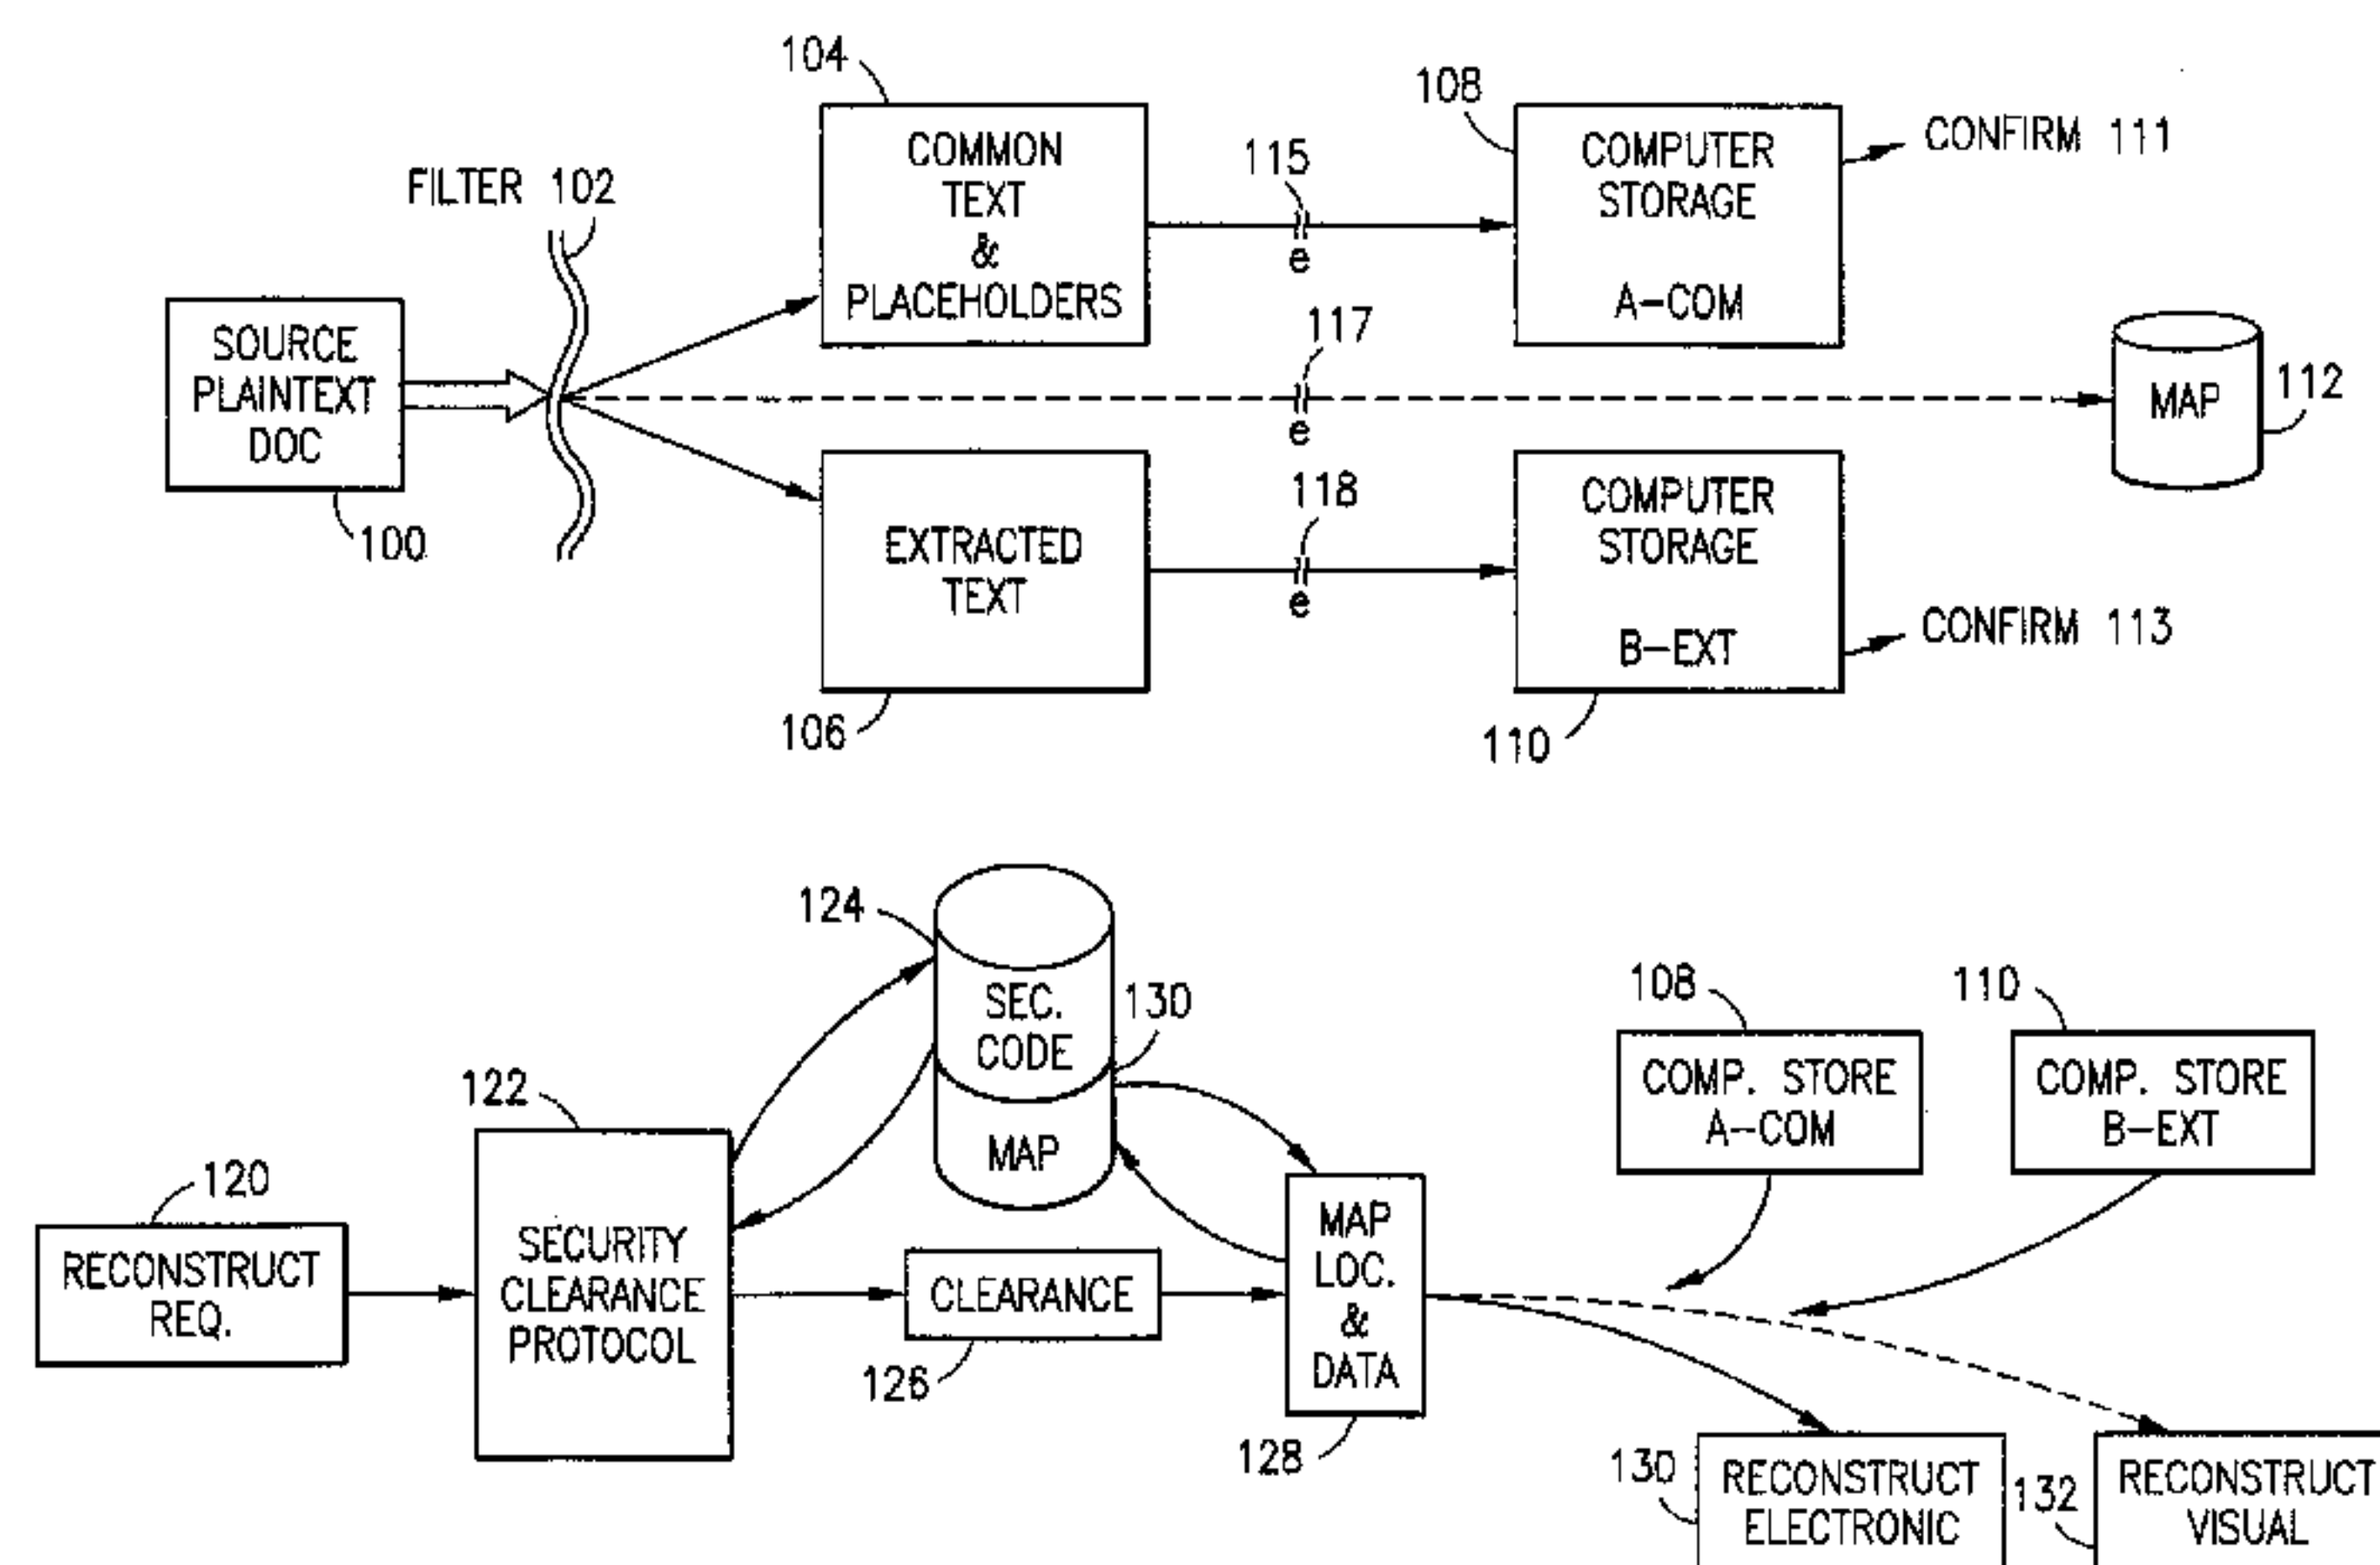 104
COMMON
TEXT
&
PLACEHOLDERS
108
COMPUTER
STORAGE
A-COM
CONFIRM 111
FILTER 102
115
e
SOURCE
PLAINTEXT
DOC
100
117
e
MAP
112
EXTRACTED
TEXT
106
118
e
COMPUTER
STORAGE
B-EXT
110
CONFIRM 113
124
SEC.
CODE
MAP
130
108
COMP. STORE
A-COM
110
COMP. STORE
B-EXT
120
RECONSTRUCT
REQ.
122
SECURITY
CLEARANCE
PROTOCOL
CLEARANCE
126
MAP
LOC.
&
DATA
128
130
RECONSTRUCT
ELECTRONIC
132
RECONSTRUCT
VISUAL